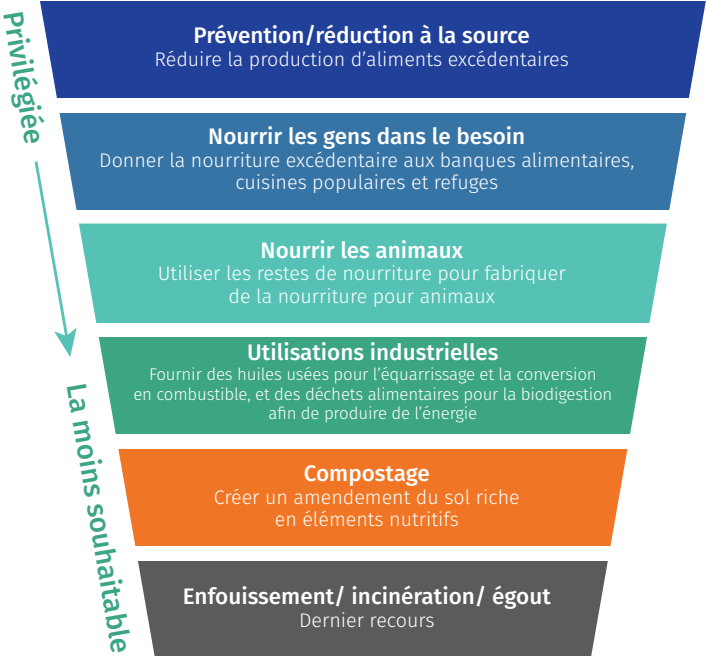 Privilégiée
La moins souhaitable
Prévention/réduction à la source
Réduire la production d’aliments excédentaires
Nourrir les gens dans le besoin
Donner la nourriture excédentaire aux banques alimentaires,
cuisines populaires et refuges
Nourrir les animaux
Utiliser les restes de nourriture pour fabriquer
de la nourriture pour animaux
Utilisations industrielles
Fournir des huiles usées pour l’équarrissage et la conversion
en combustible, et des déchets alimentaires pour la biodigestion
afin de produire de l’énergie
Compostage
Créer un amendement du sol riche
en éléments nutritifs
Enfouissement/ incinération/ égout
Dernier recours